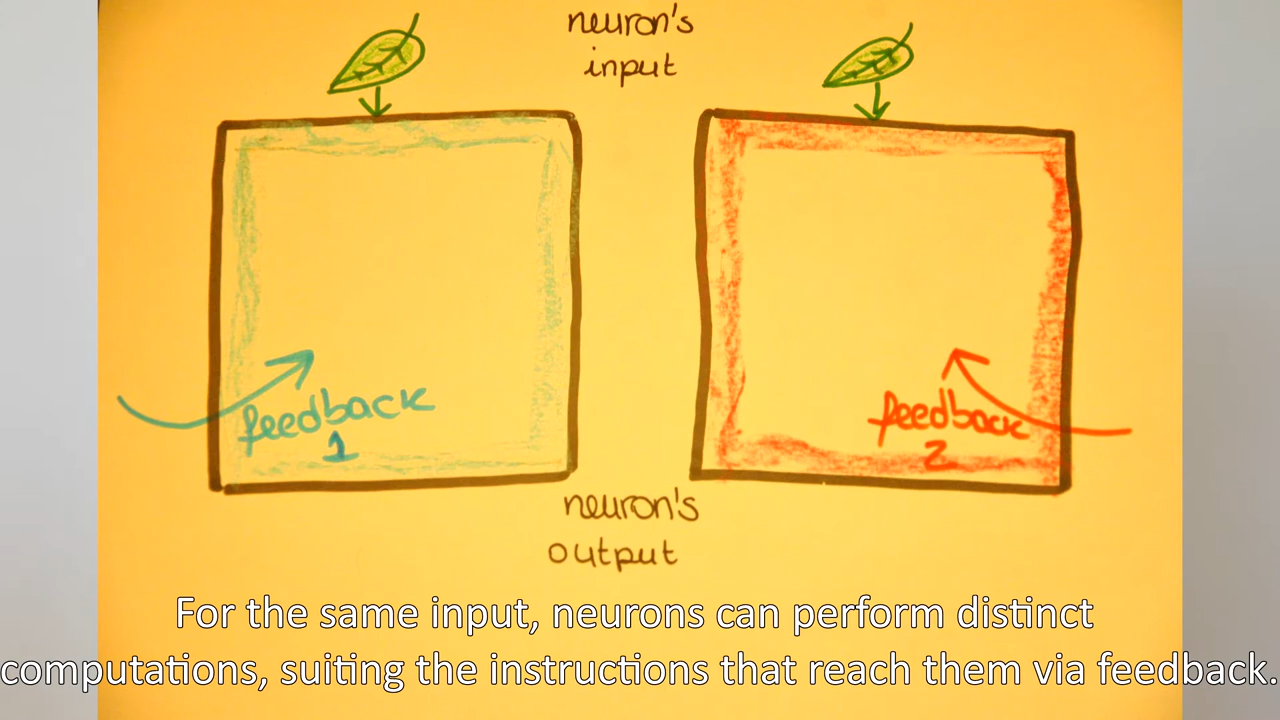 neuron's
input
feedback
1
feedback
2
neuron's
output
For the same input, neurons can perform distinct
computations, suiting the instructions that reach them via feedback.